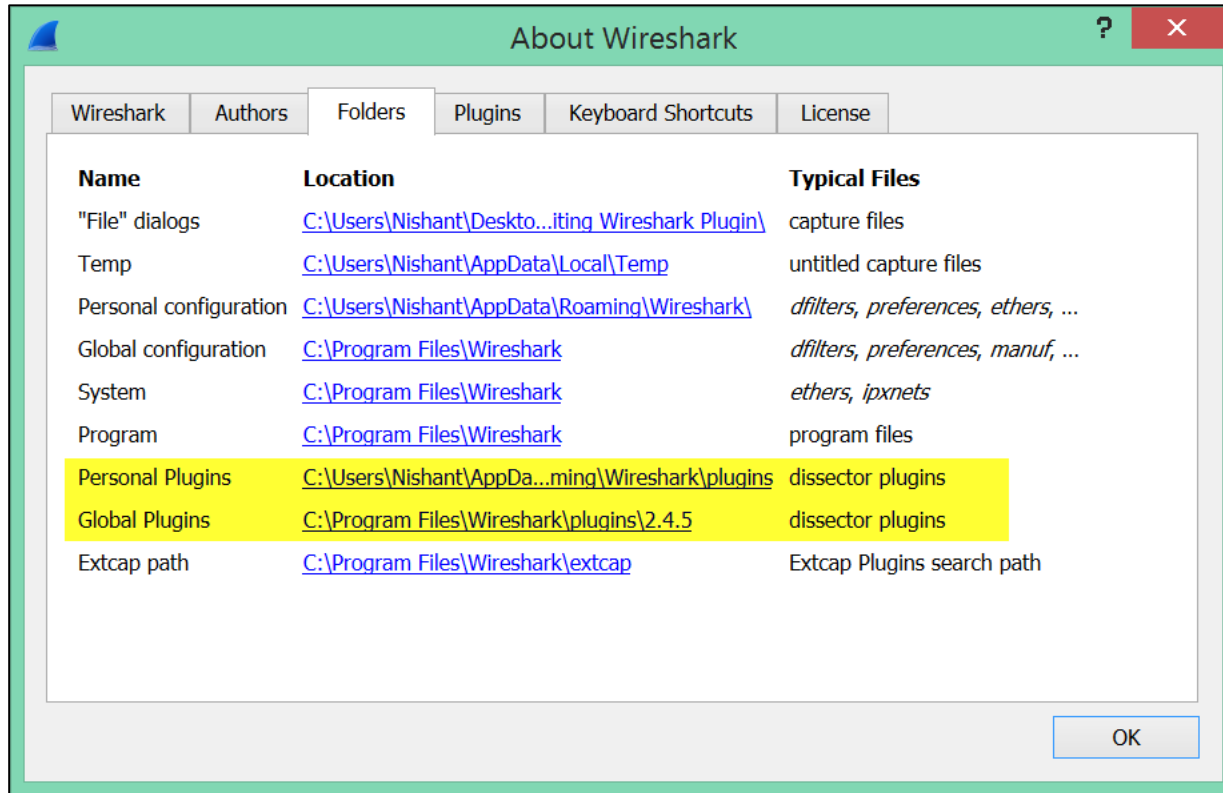 About Wireshark
? ×
Wireshark Authors Folders Plugins Keyboard Shortcuts License
Name Location Typical Files
"File" dialogs C:\Users\Nishant\Deskto...iting Wireshark Plugin\ capture files
Temp C:\Users\Nishant\AppData\Local\Temp untitled capture files
Personal configuration C:\Users\Nishant\AppData\Roaming\Wireshark\ dfilters, preferences, ethers, ...
Global configuration C:\Program Files\Wireshark dfilters, preferences, manuf, ...
System C:\Program Files\Wireshark ethers, ipxnets
Program C:\Program Files\Wireshark program files
Personal Plugins C:\Users\Nishant\AppDa...ming\Wireshark\plugins dissector plugins
Global Plugins C:\Program Files\Wireshark\plugins\2.4.5 dissector plugins
Extcap path C:\Program Files\Wireshark\extcap Extcap Plugins search path
OK